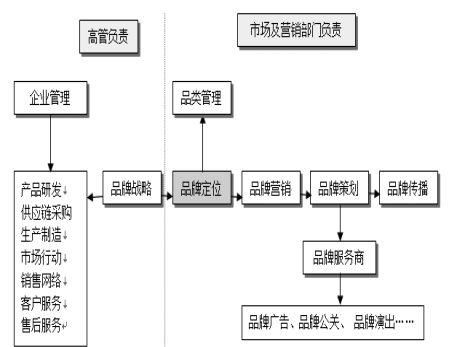 高管负责
市场及营销部门负责
企业管理
品类管理
产品研发↓
供应链采购
生产制造↓
市场行动↓
销售网络↓
客户服务↓
售后服务↵
品牌战略
品牌定位
品牌营销
品牌策划
品牌传播
品牌服务商
品牌广告、品牌公关、 品牌演出……